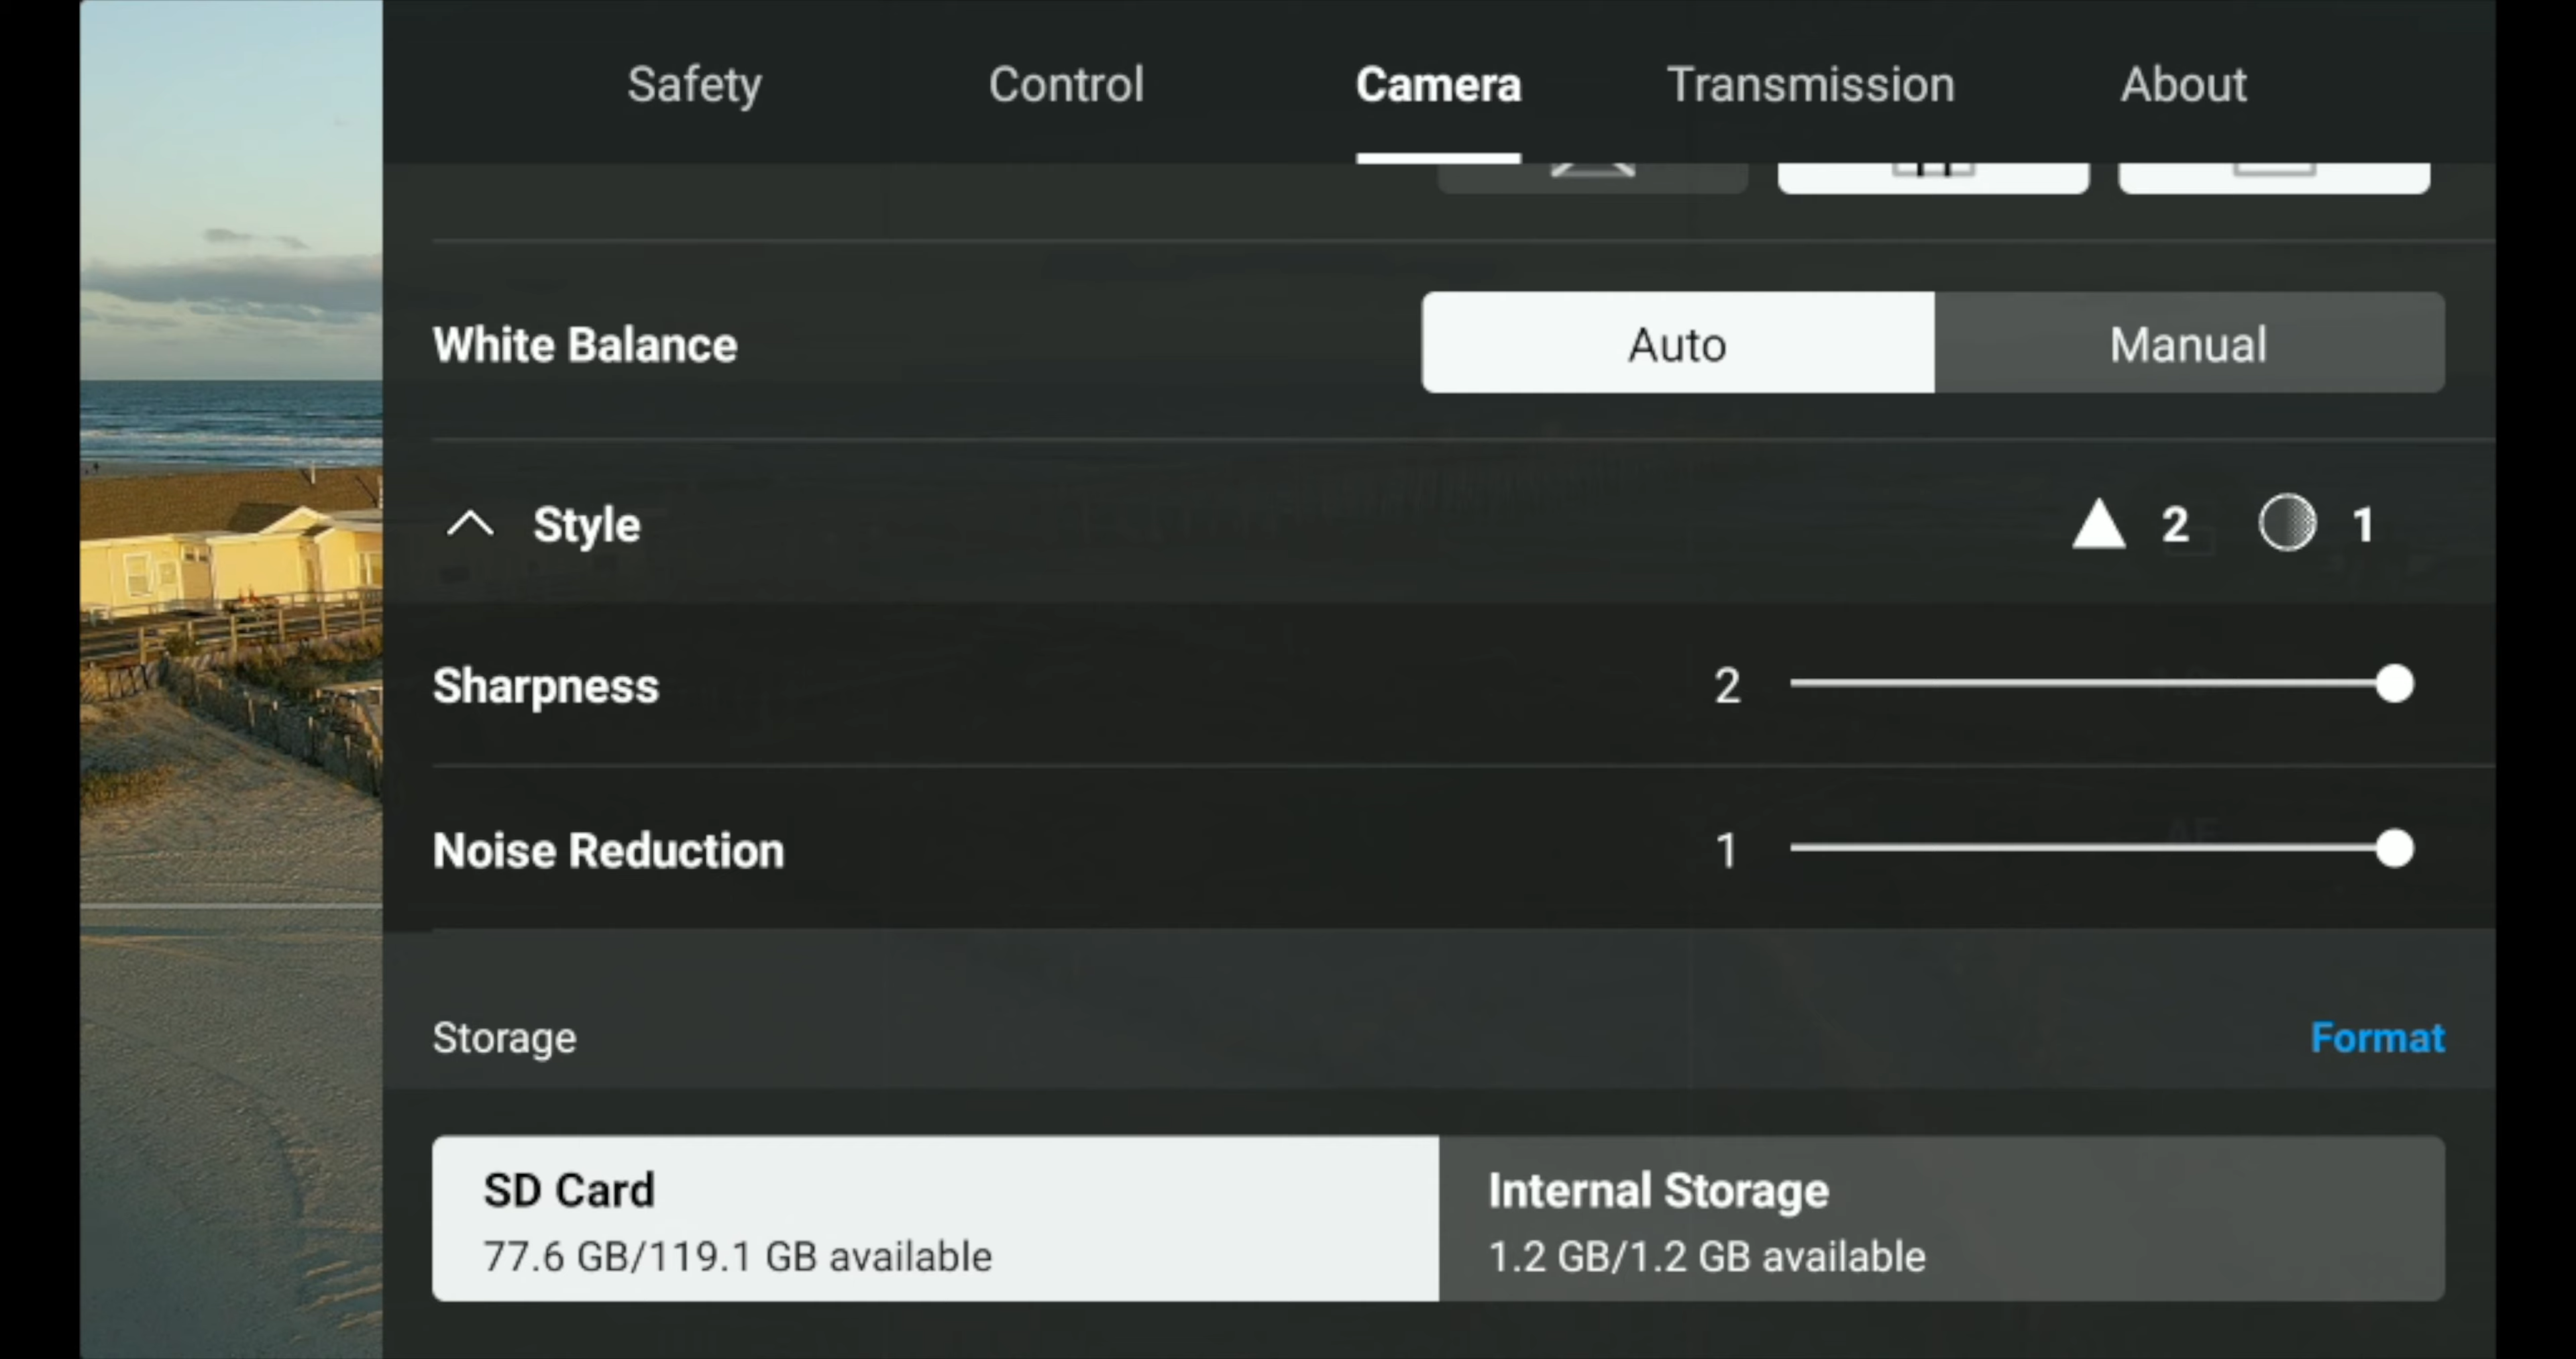 Safety Control Camera Transmission About
White Balance Auto Manual
Style 2 1
Sharpness 2
Noise Reduction 1
Storage Format
SD Card
77.6 GB/119.1 GB available
Internal Storage
1.2 GB/1.2 GB available